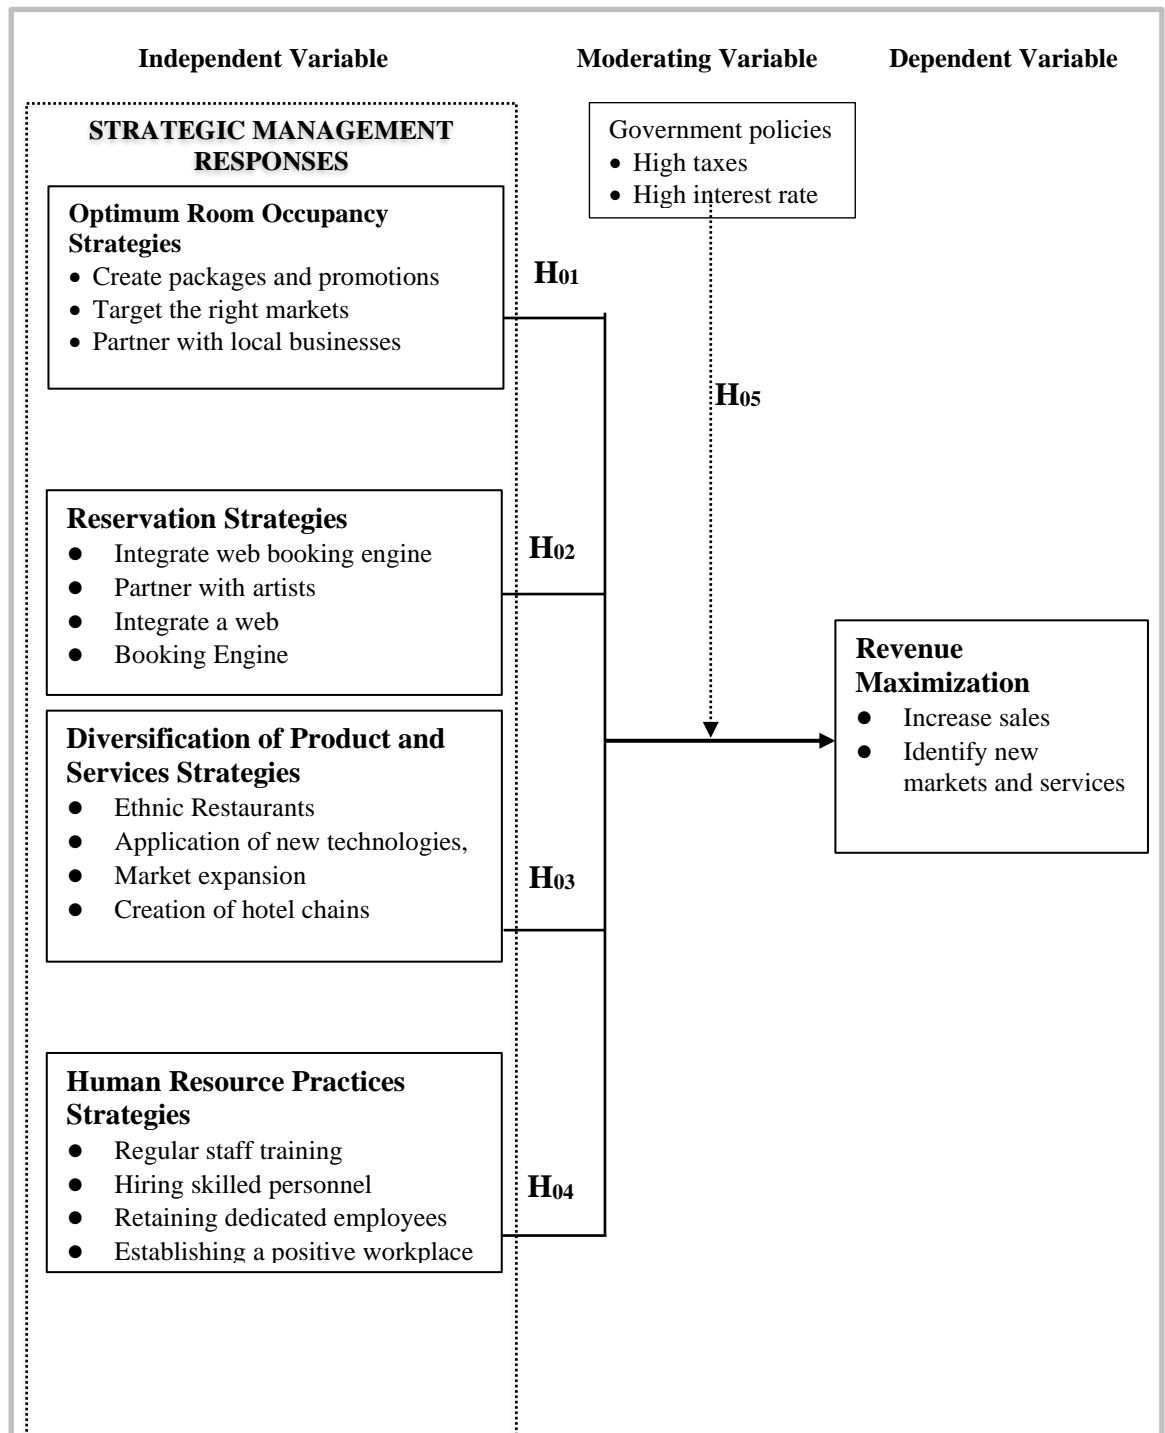 Independent Variable
Moderating Variable
Dependent Variable
STRATEGIC MANAGEMENT
RESPONSES
Optimum Room Occupancy
Strategies
• Create packages and promotions
• Target the right markets
• Partner with local businesses
H01
Government policies
• High taxes
• High interest rate
H05
Reservation Strategies
● Integrate web booking engine
● Partner with artists
● Integrate a web
● Booking Engine
H02
Diversification of Product and
Services Strategies
● Ethnic Restaurants
● Application of new technologies,
● Market expansion
● Creation of hotel chains
H03
Human Resource Practices
Strategies
● Regular staff training
● Hiring skilled personnel
● Retaining dedicated employees
● Establishing a positive workplace
H04
Revenue
Maximization
● Increase sales
● Identify new
markets and services